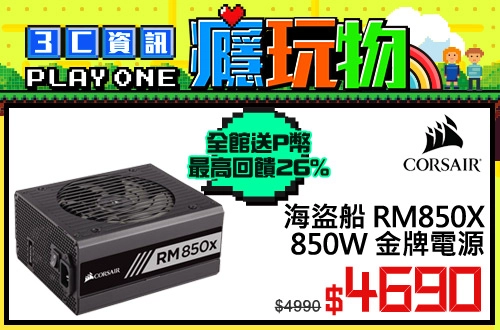 3C資訊
PLAY ONE
癮玩物
全館送P幣
最高回饋26%
CORSAIR
海盜船 RM850X
850W 金牌電源
$4990 $4690
RM850x
CORSAIR